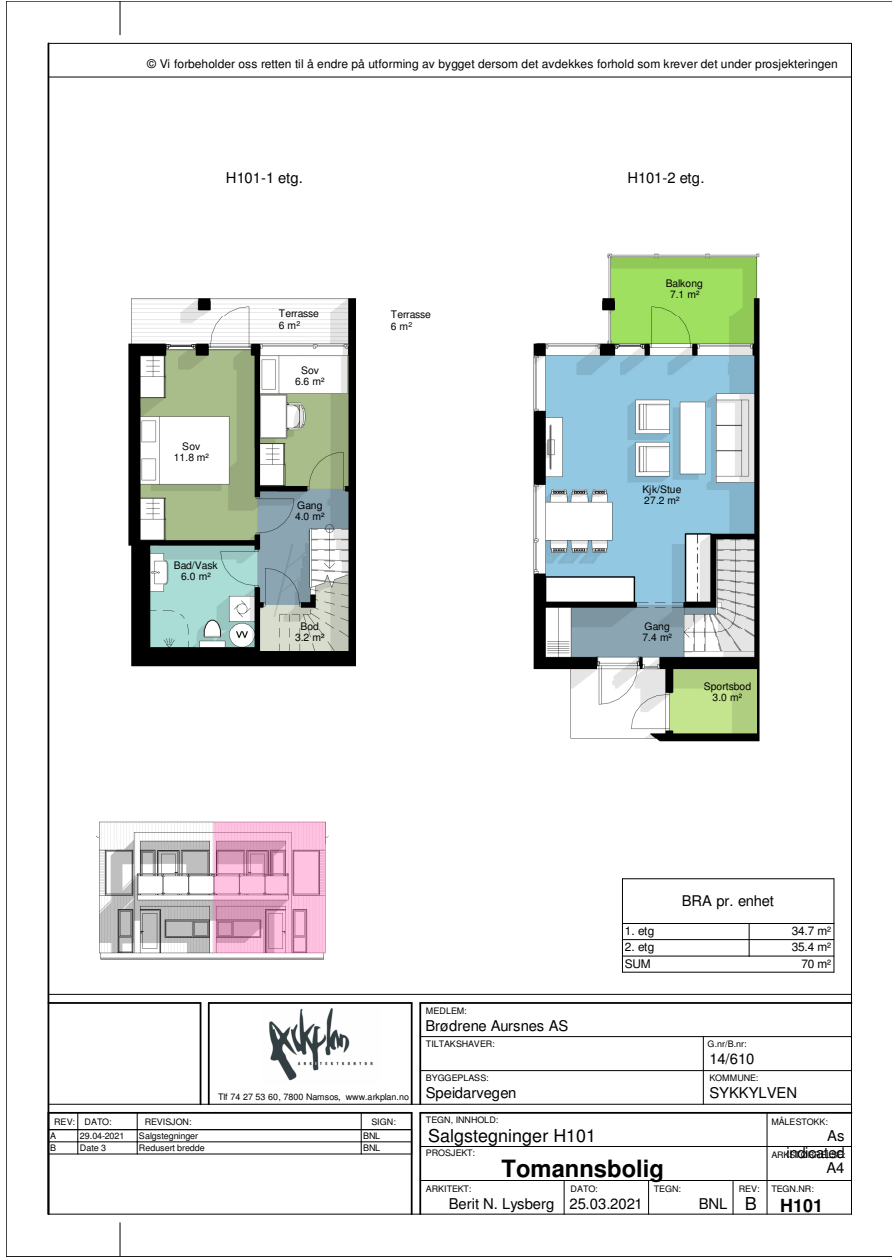 © Vi forbeholder oss retten til å endre på utforming av bygget dersom det avdekkes forhold som krever det under prosjekteringen
H101-1 etg.
H101-2 etg.
Balkong
7.1 m²
Terrasse
6 m²
Terrasse
6 m²
Sov
6.6 m²
Sov
11.8 m²
Kjk/Stue
27.2 m²
Gang
4.0 m²
Bad/Vask
6.0 m²
Bod
3.2 m²
W
Gang
7.4 m²
Sportsbod
3.0 m²
BRA pr. enhet
1. etg 34.7 m²
2. etg 35.4 m²
SUM 70 m²
arkplan
ARKITEKTKONTOR
Tlf 74 27 53 60, 7800 Namsos, www.arkplan.no
MEDLEM:
Brødrene Aursnes AS
TILTAKSHAVER:
G.nr/B.nr:
14/610
BYGGEPLASS:
Speidarvegen
KOMMUNE:
SYKKYLVEN
REV: DATO: REVISJON: SIGN:
A 29.04-2021 Salgstegninger BNL
B Date 3 Redusert bredde BNL
TEGN, INNHOLD:
Salgstegninger H101
MÅLESTOKK:
As indicated
PROSJEKT:
Tomannsbolig
A4
ARKITEKT:
Berit N. Lysberg
DATO:
25.03.2021
TEGN:
BNL
REV:
B
TEGN.NR:
H101